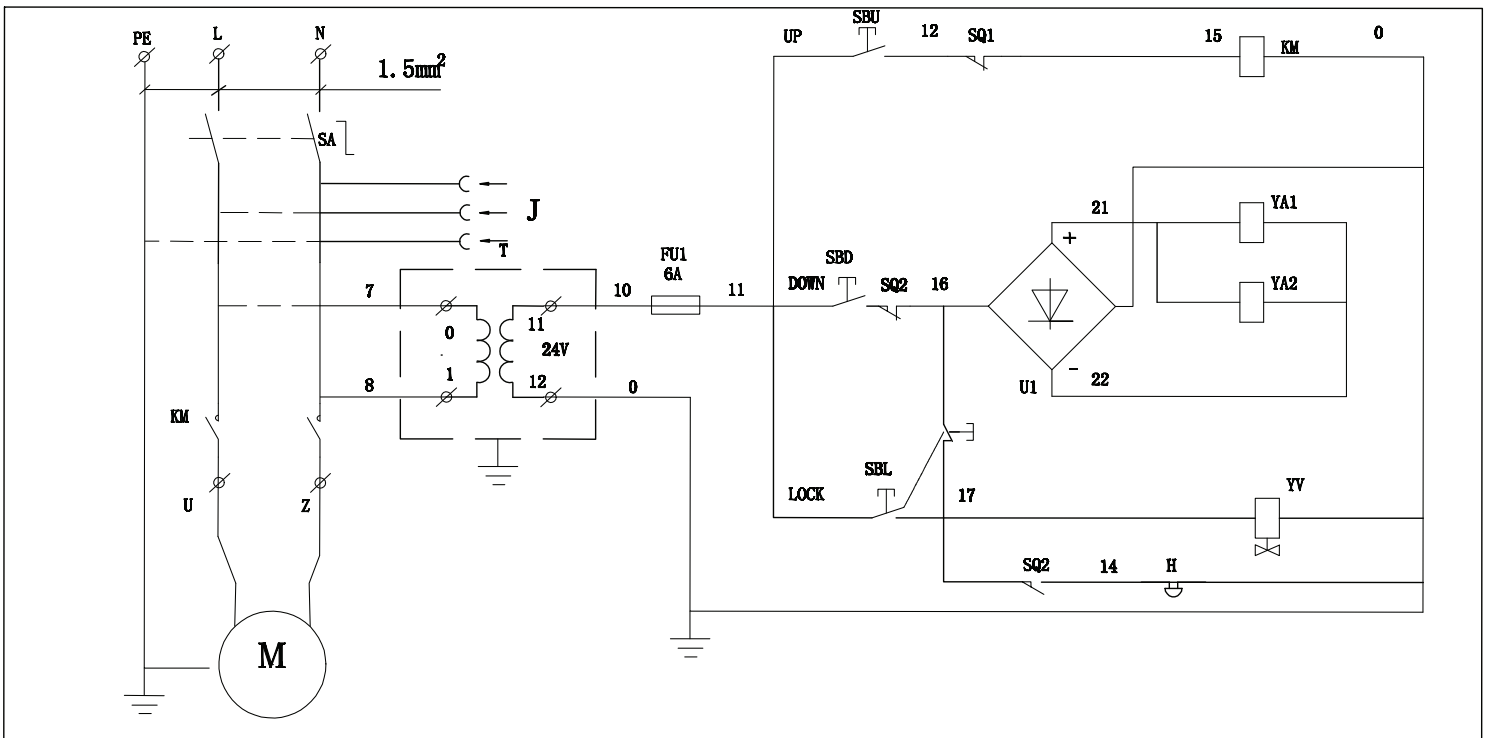 PE
L
N
1.5mm²
SA
J
T
7
8
0
1
11
12
24V
10
FU1
6A
11
0
KM
U
Z
M
UP
SBU
12
SQ1
15
KM
0
DOWN
SBD
SQ2
16
21
+
-
22
U1
YA1
YA2
LOCK
SBL
17
YV
SQ2
14
H